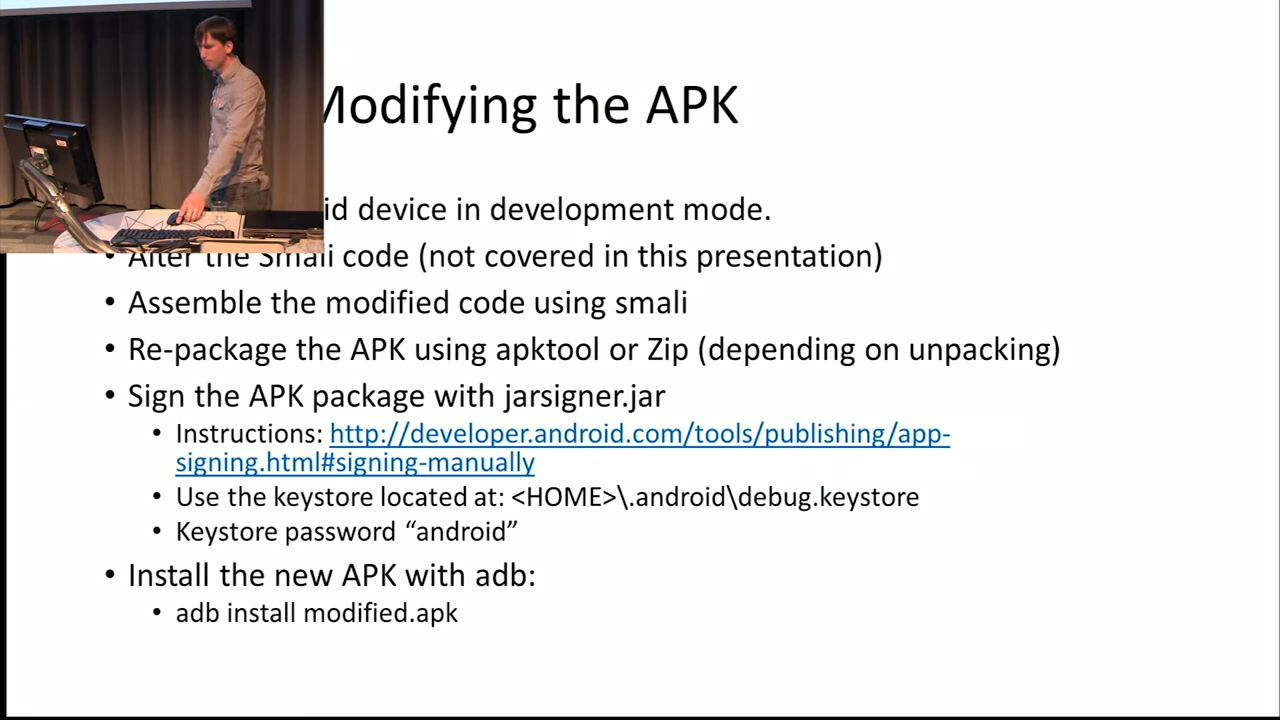 Modifying the APK
id device in development mode.
• Alter the Smali code (not covered in this presentation)
• Assemble the modified code using smali
• Re-package the APK using apktool or Zip (depending on unpacking)
• Sign the APK package with jarsigner.jar
• Instructions: http://developer.android.com/tools/publishing/app-
signing.html#signing-manually
• Use the keystore located at: <HOME>\.android\debug.keystore
• Keystore password “android”
• Install the new APK with adb:
• adb install modified.apk